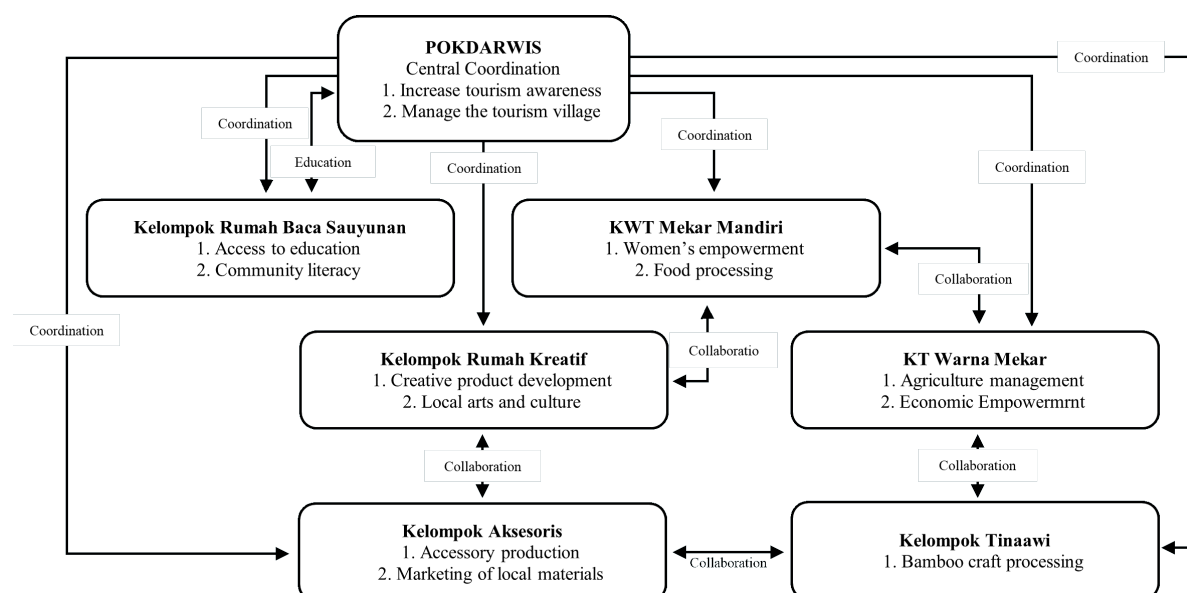 POKDARWIS
Central Coordination
1. Increase tourism awareness
2. Manage the tourism village
Coordination
Coordination
Education
Coordination
Coordination
Coordination
Kelompok Rumah Baca Sauyunan
1. Access to education
2. Community literacy
KWT Mekar Mandiri
1. Women’s empowerment
2. Food processing
Collaboration
Coordination
Collaboratio
Kelompok Rumah Kreatif
1. Creative product development
2. Local arts and culture
KT Warna Mekar
1. Agriculture management
2. Economic Empowermrnt
Collaboration
Collaboration
Kelompok Aksesoris
1. Accessory production
2. Marketing of local materials
Collaboration
Kelompok Tinaawi
1. Bamboo craft processing